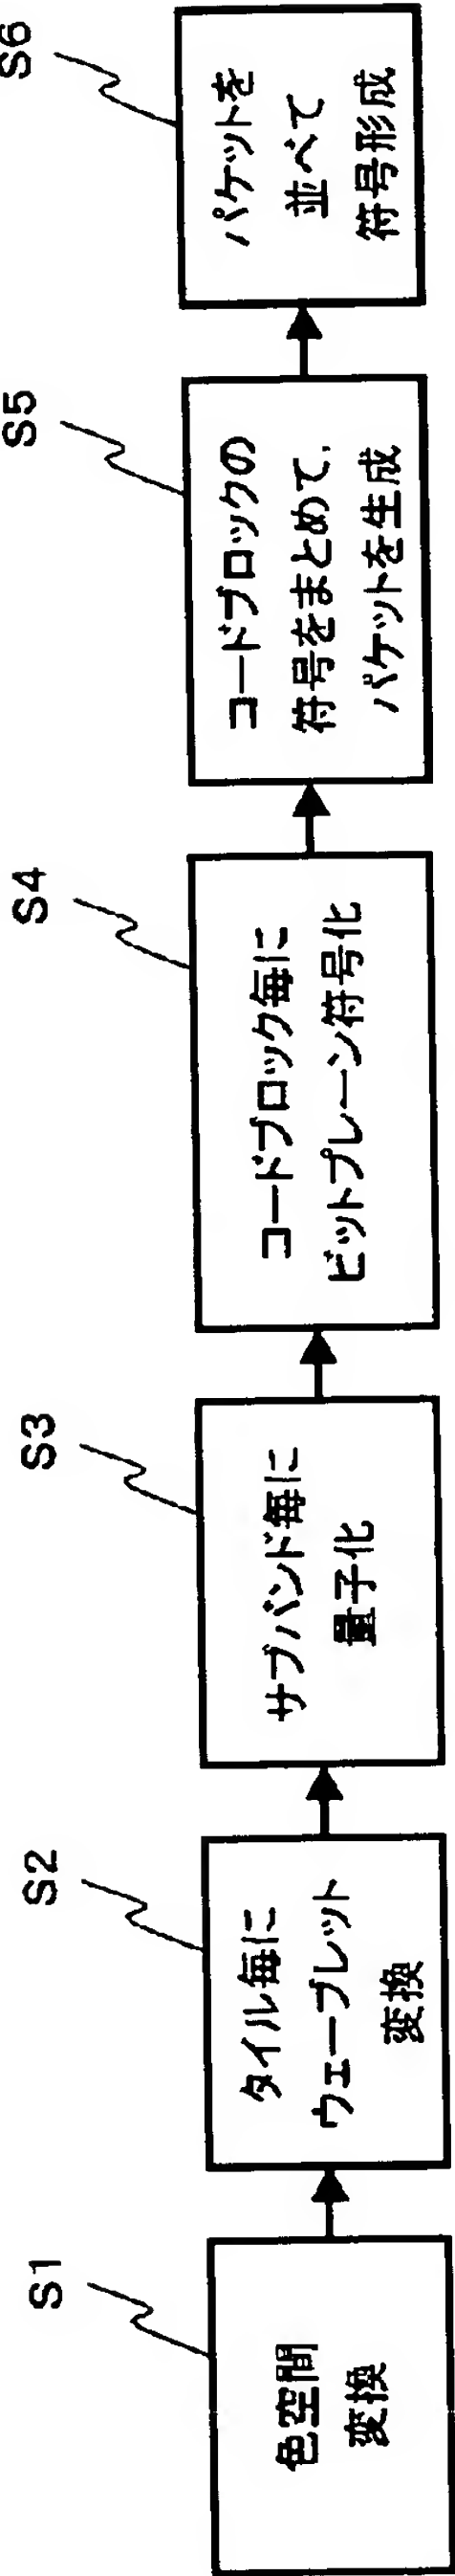 S1
色空間
変換
S2
タイル毎に
ウェーブレット
変換
S3
サブバンド毎に
量子化
S4
コードブロック毎に
ビットプレーン符号化
S5
コードブロックの
符号をまとめて,
パケットを生成
S6
パケットを
並べて
符号形成